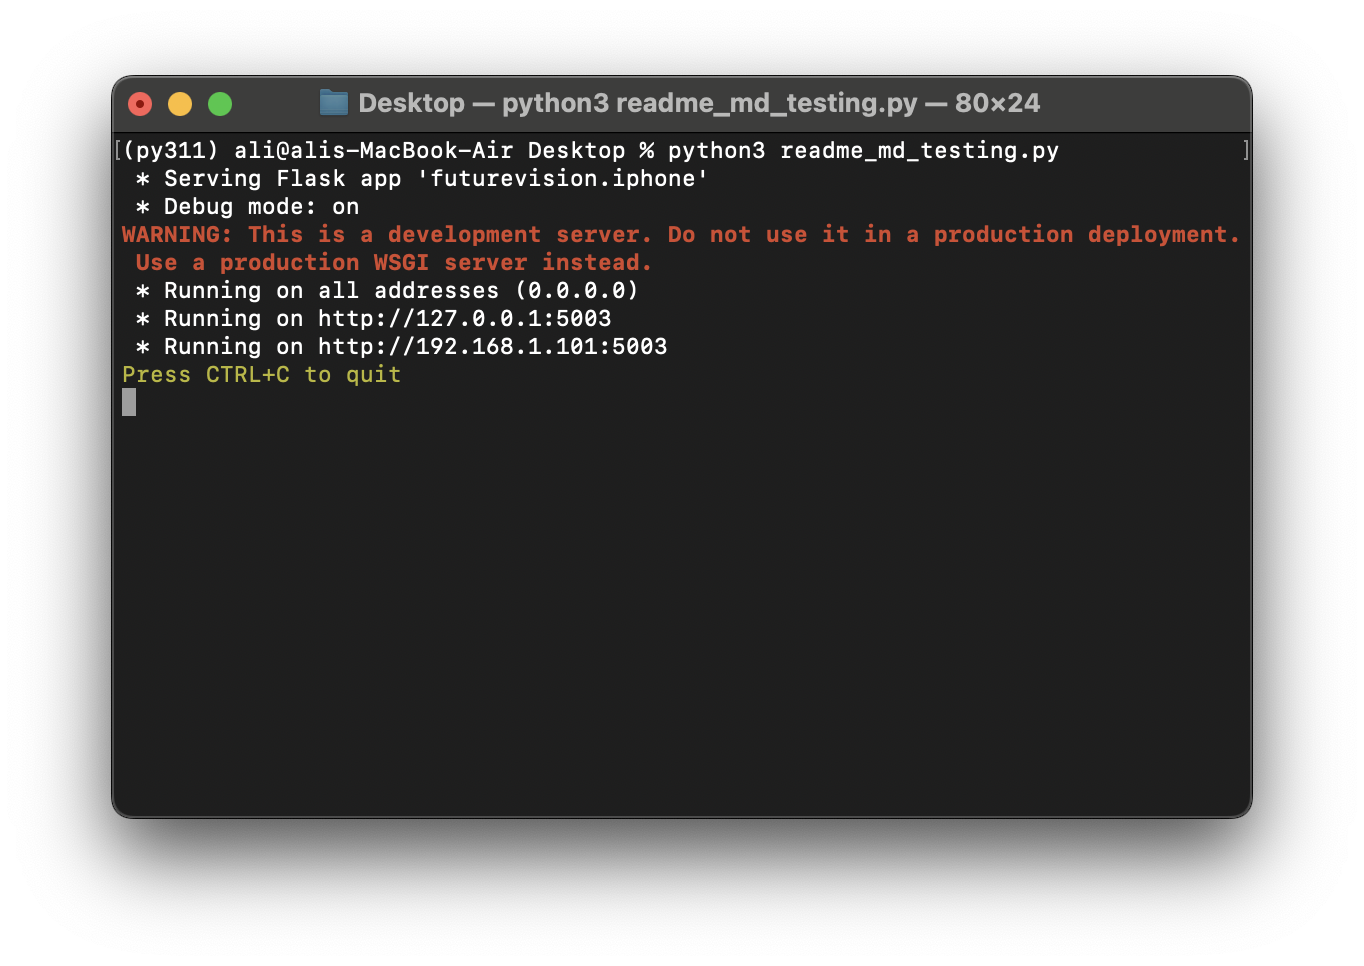 Desktop — python3 readme_md_testing.py — 80×24
[(py311) ali@alis-MacBook-Air Desktop % python3 readme_md_testing.py ]
* Serving Flask app 'futurevision.iphone'
* Debug mode: on
WARNING: This is a development server. Do not use it in a production deployment.
Use a production WSGI server instead.
* Running on all addresses (0.0.0.0)
* Running on http://127.0.0.1:5003
* Running on http://192.168.1.101:5003
Press CTRL+C to quit